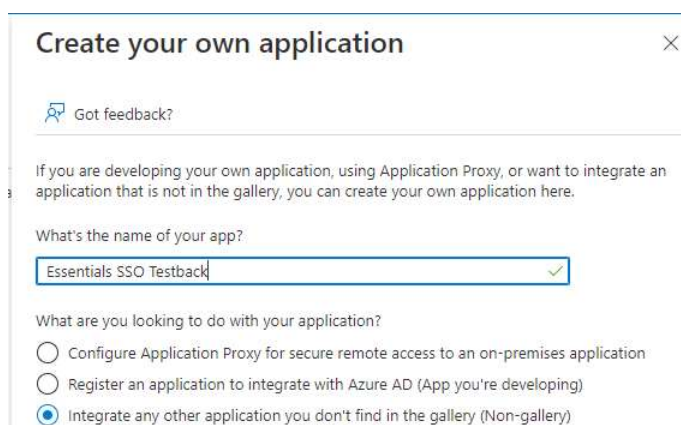 Create your own application
Got feedback?
If you are developing your own application, using Application Proxy, or want to integrate an
application that is not in the gallery, you can create your own application here.
What's the name of your app?
Essentials SSO Testback
What are you looking to do with your application?
Configure Application Proxy for secure remote access to an on-premises application
Register an application to integrate with Azure AD (App you're developing)
Integrate any other application you don't find in the gallery (Non-gallery)